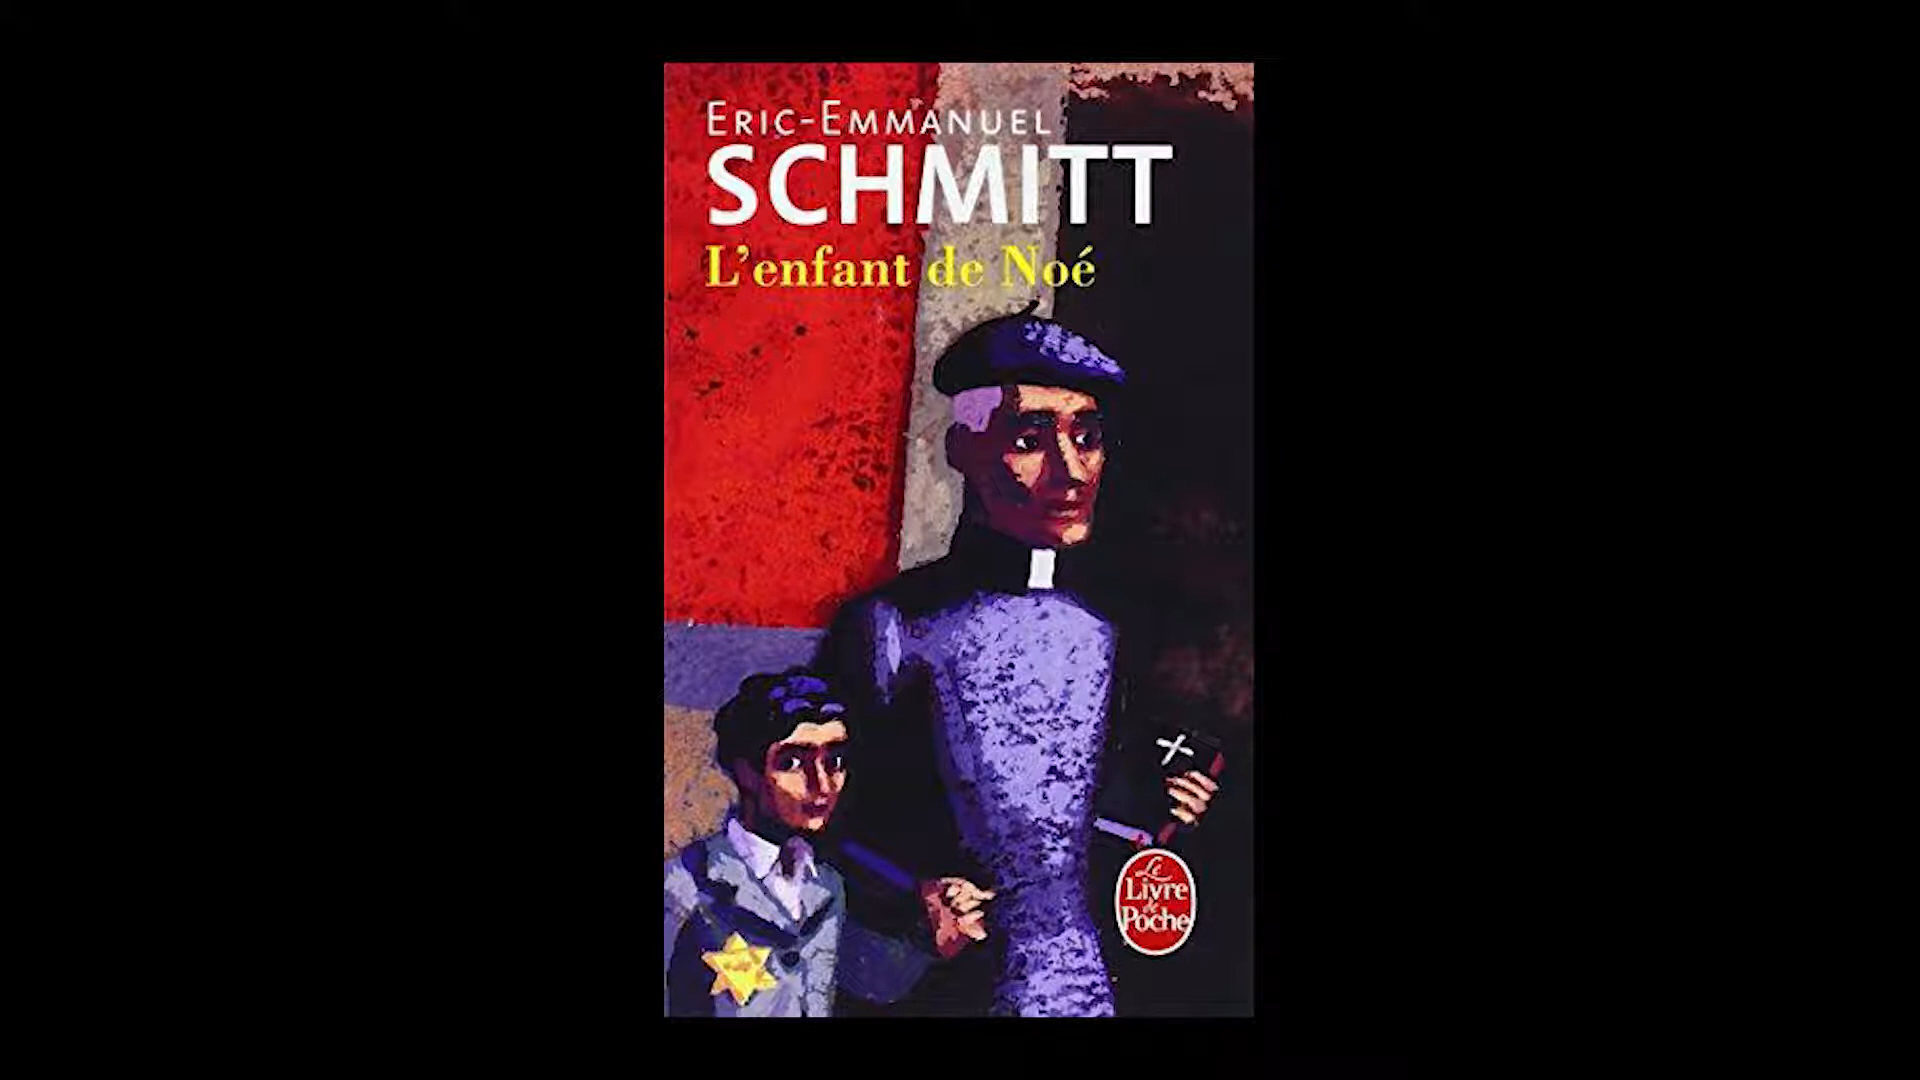 ERIC-EMMANUEL
SCHMITT
L'enfant de Noé
Le
Livre
de
Poche